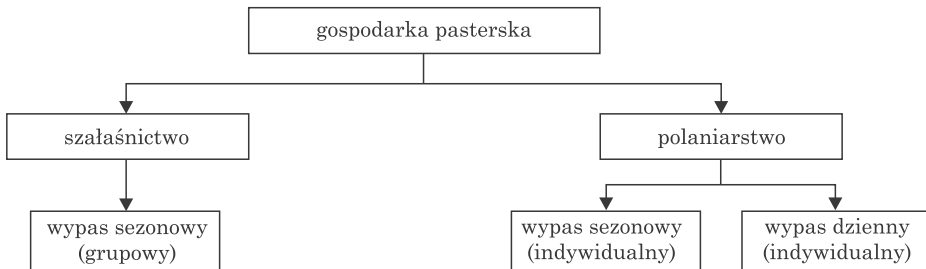 gospodarka pasterska
szałaśnictwo
polaniarstwo
wypas sezonowy
(grupowy)
wypas sezonowy
(indywidualny)
wypas dzienny
(indywidualny)